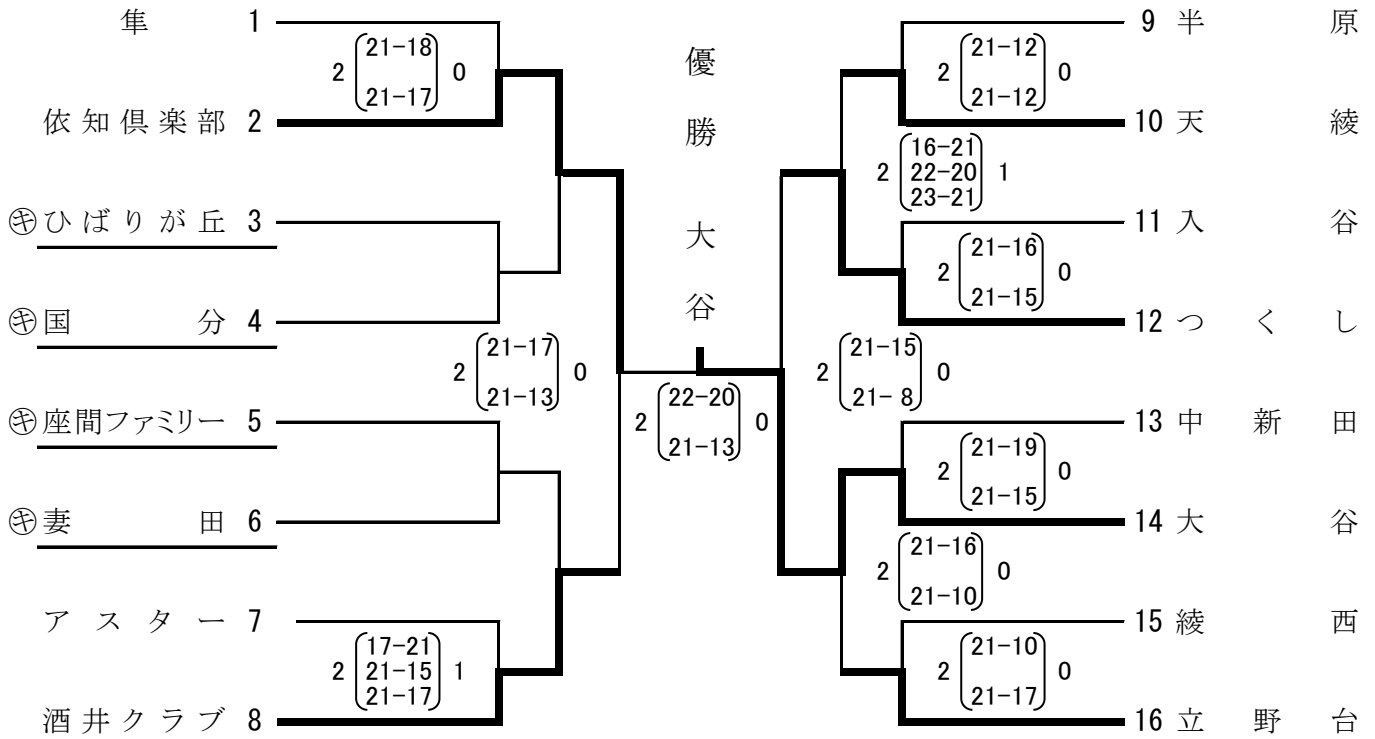 隼 1
2 21-18 0
21-17
依知倶楽部 2
㋖ひばりが丘 3
㋖国分 4
2 21-17 0
21-13
㋖座間ファミリー 5
㋖妻田 6
アスター 7
2 17-21 1
21-15
21-17
酒井クラブ 8
優勝 大谷
2 22-20 0
21-13
9 半原
2 21-12 0
21-12
10 天綾
2 16-21 1
22-20
23-21
11 入谷
2 21-16 0
21-15
12 つくし
2 21-15 0
21- 8
13 中新田
2 21-19 0
21-15
14 大谷
2 21-16 0
21-10
15 綾西
2 21-10 0
21-17
16 立野台